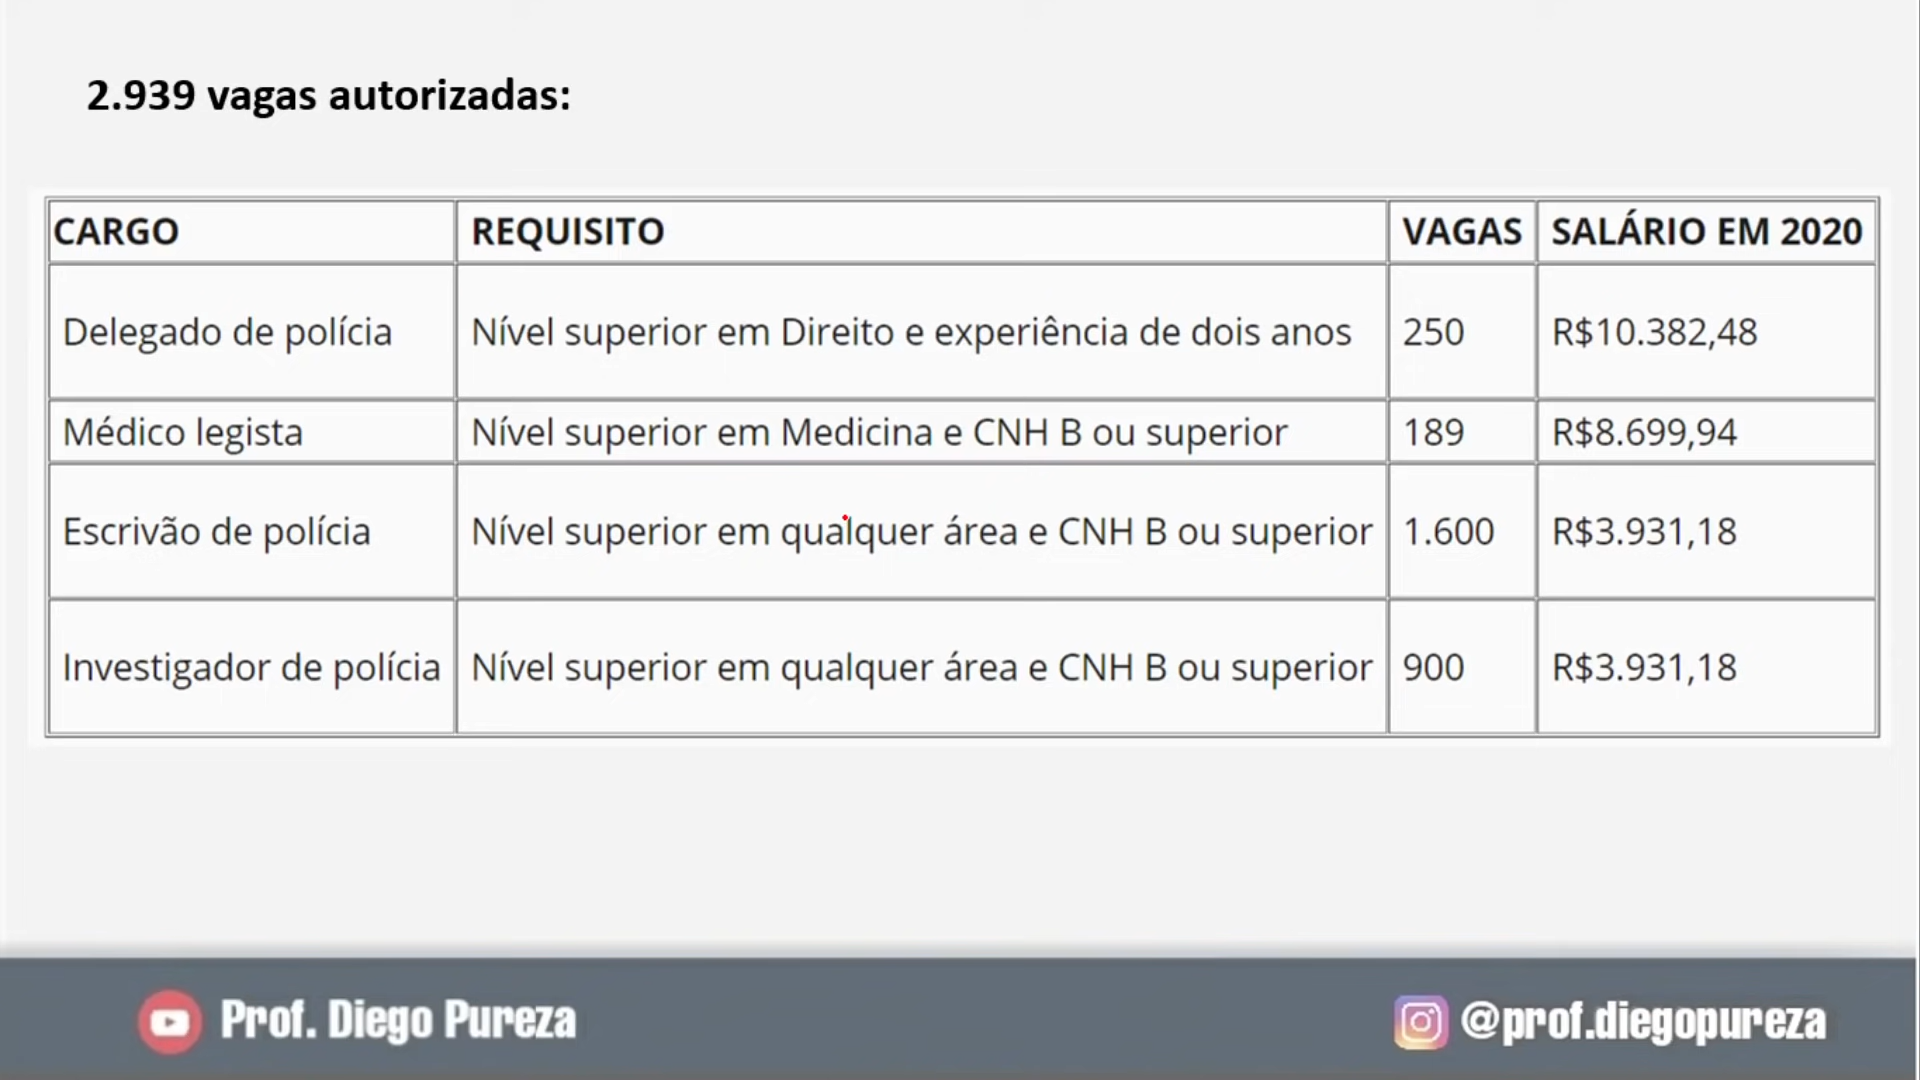 2.939 vagas autorizadas:
CARGO REQUISITO VAGAS SALÁRIO EM 2020
Delegado de polícia Nível superior em Direito e experiência de dois anos 250 R$10.382,48
Médico legista Nível superior em Medicina e CNH B ou superior 189 R$8.699,94
Escrivão de polícia Nível superior em qualquer área e CNH B ou superior 1.600 R$3.931,18
Investigador de polícia Nível superior em qualquer área e CNH B ou superior 900 R$3.931,18
Prof. Diego Pureza @prof.diegopureza